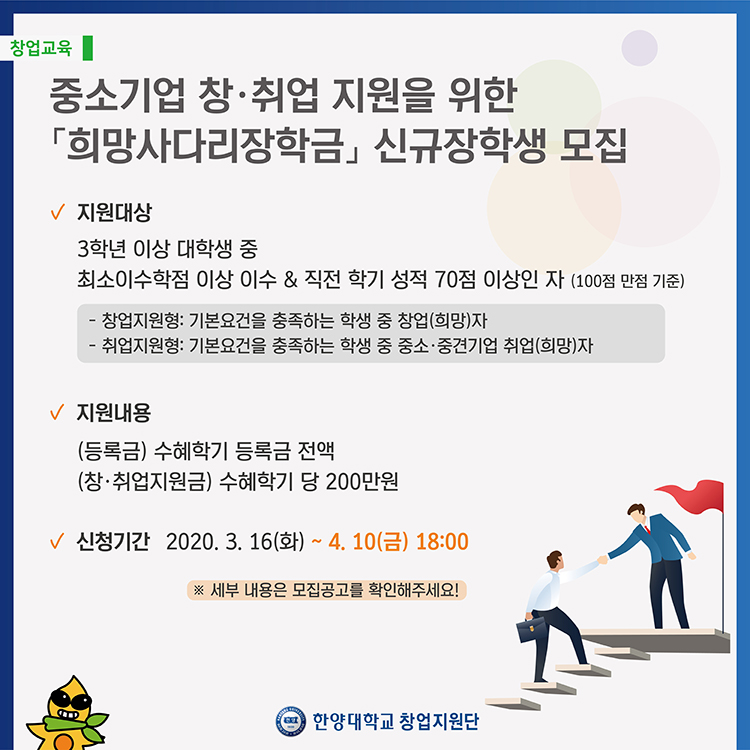 창업교육
중소기업 창·취업 지원을 위한
「희망사다리장학금」 신규장학생 모집
✓ 지원대상
3학년 이상 대학생 중
최소이수학점 이상 이수 & 직전 학기 성적 70점 이상인 자 (100점 만점 기준)
- 창업지원형: 기본요건을 충족하는 학생 중 창업(희망)자
- 취업지원형: 기본요건을 충족하는 학생 중 중소·중견기업 취업(희망)자
✓ 지원내용
(등록금) 수혜학기 등록금 전액
(창·취업지원금) 수혜학기 당 200만원
✓ 신청기간 2020. 3. 16(화) ~ 4. 10(금) 18:00
※ 세부 내용은 모집공고를 확인해주세요!
한양대학교 창업지원단